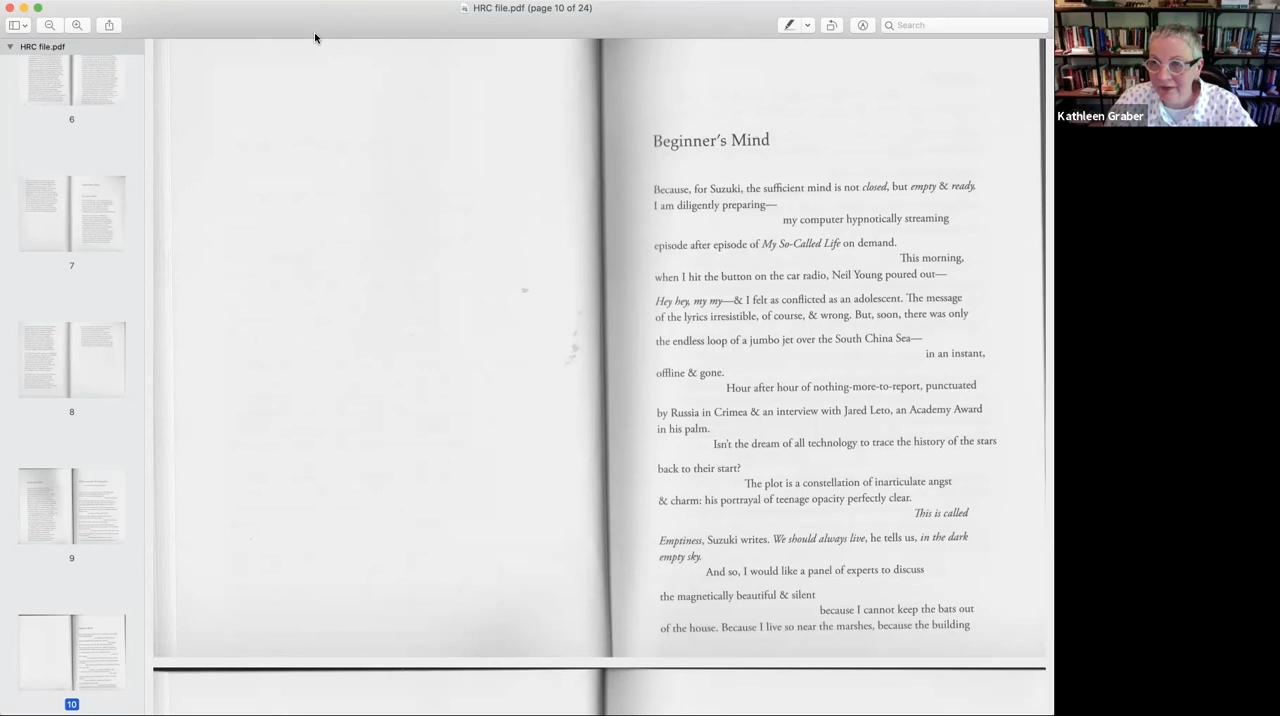 HRC file.pdf (page 10 of 24)
Search
HRC file.pdf
6
7
8
9
10
Beginner's Mind
Because, for Suzuki, the sufficient mind is not closed, but empty & ready,
I am diligently preparing—
my computer hypnotically streaming
episode after episode of My So-Called Life on demand.
This morning,
when I hit the button on the car radio, Neil Young poured out—
Hey hey, my my—& I felt as conflicted as an adolescent. The message
of the lyrics irresistible, of course, & wrong. But, soon, there was only
the endless loop of a jumbo jet over the South China Sea—
in an instant,
offline & gone.
Hour after hour of nothing-more-to-report, punctuated
by Russia in Crimea & an interview with Jared Leto, an Academy Award
in his palm.
Isn't the dream of all technology to trace the history of the stars
back to their start?
The plot is a constellation of inarticulate angst
& charm: his portrayal of teenage opacity perfectly clear.
This is called
Emptiness, Suzuki writes. We should always live, he tells us, in the dark
empty sky.
And so, I would like a panel of experts to discuss
the magnetically beautiful & silent
because I cannot keep the bats out
of the house. Because I live so near the marshes, because the building
Kathleen Graber